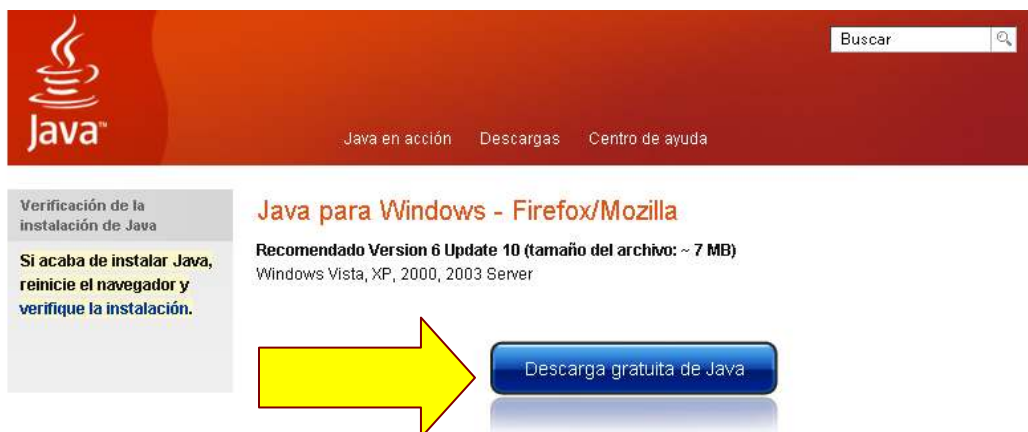 Buscar
Java™
Java en acción Descargas Centro de ayuda
Verificación de la
instalación de Java
Si acaba de instalar Java,
reinicie el navegador y
verifique la instalación.
Java para Windows - Firefox/Mozilla
Recomendado Version 6 Update 10 (tamaño del archivo: ~ 7 MB)
Windows Vista, XP, 2000, 2003 Server
Descarga gratuita de Java